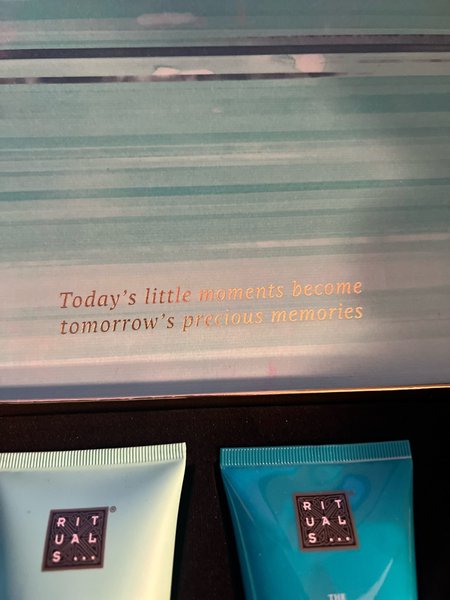 Today's little moments become
tomorrow's precious memories
RIT
UAL
S...
®
RIT
UAL
S...
THE